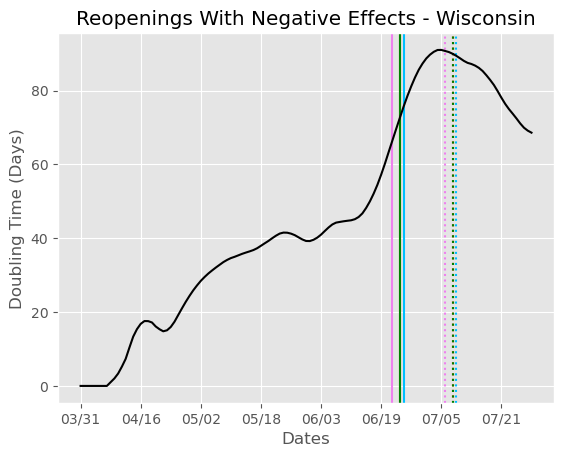 Reopenings With Negative Effects - Wisconsin
Doubling Time (Days)
80
60
40
20
0
03/31 04/16 05/02 05/18 06/03 06/19 07/05 07/21
Dates